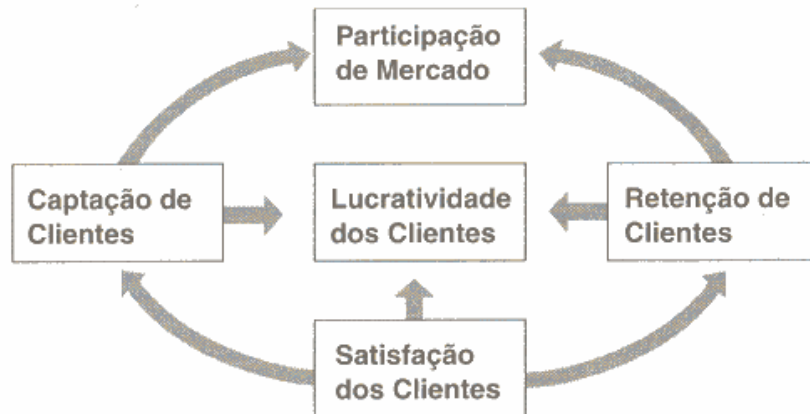 Participação
de Mercado
Captação de
Clientes
Lucratividade
dos Clientes
Retenção de
Clientes
Satisfação
dos Clientes